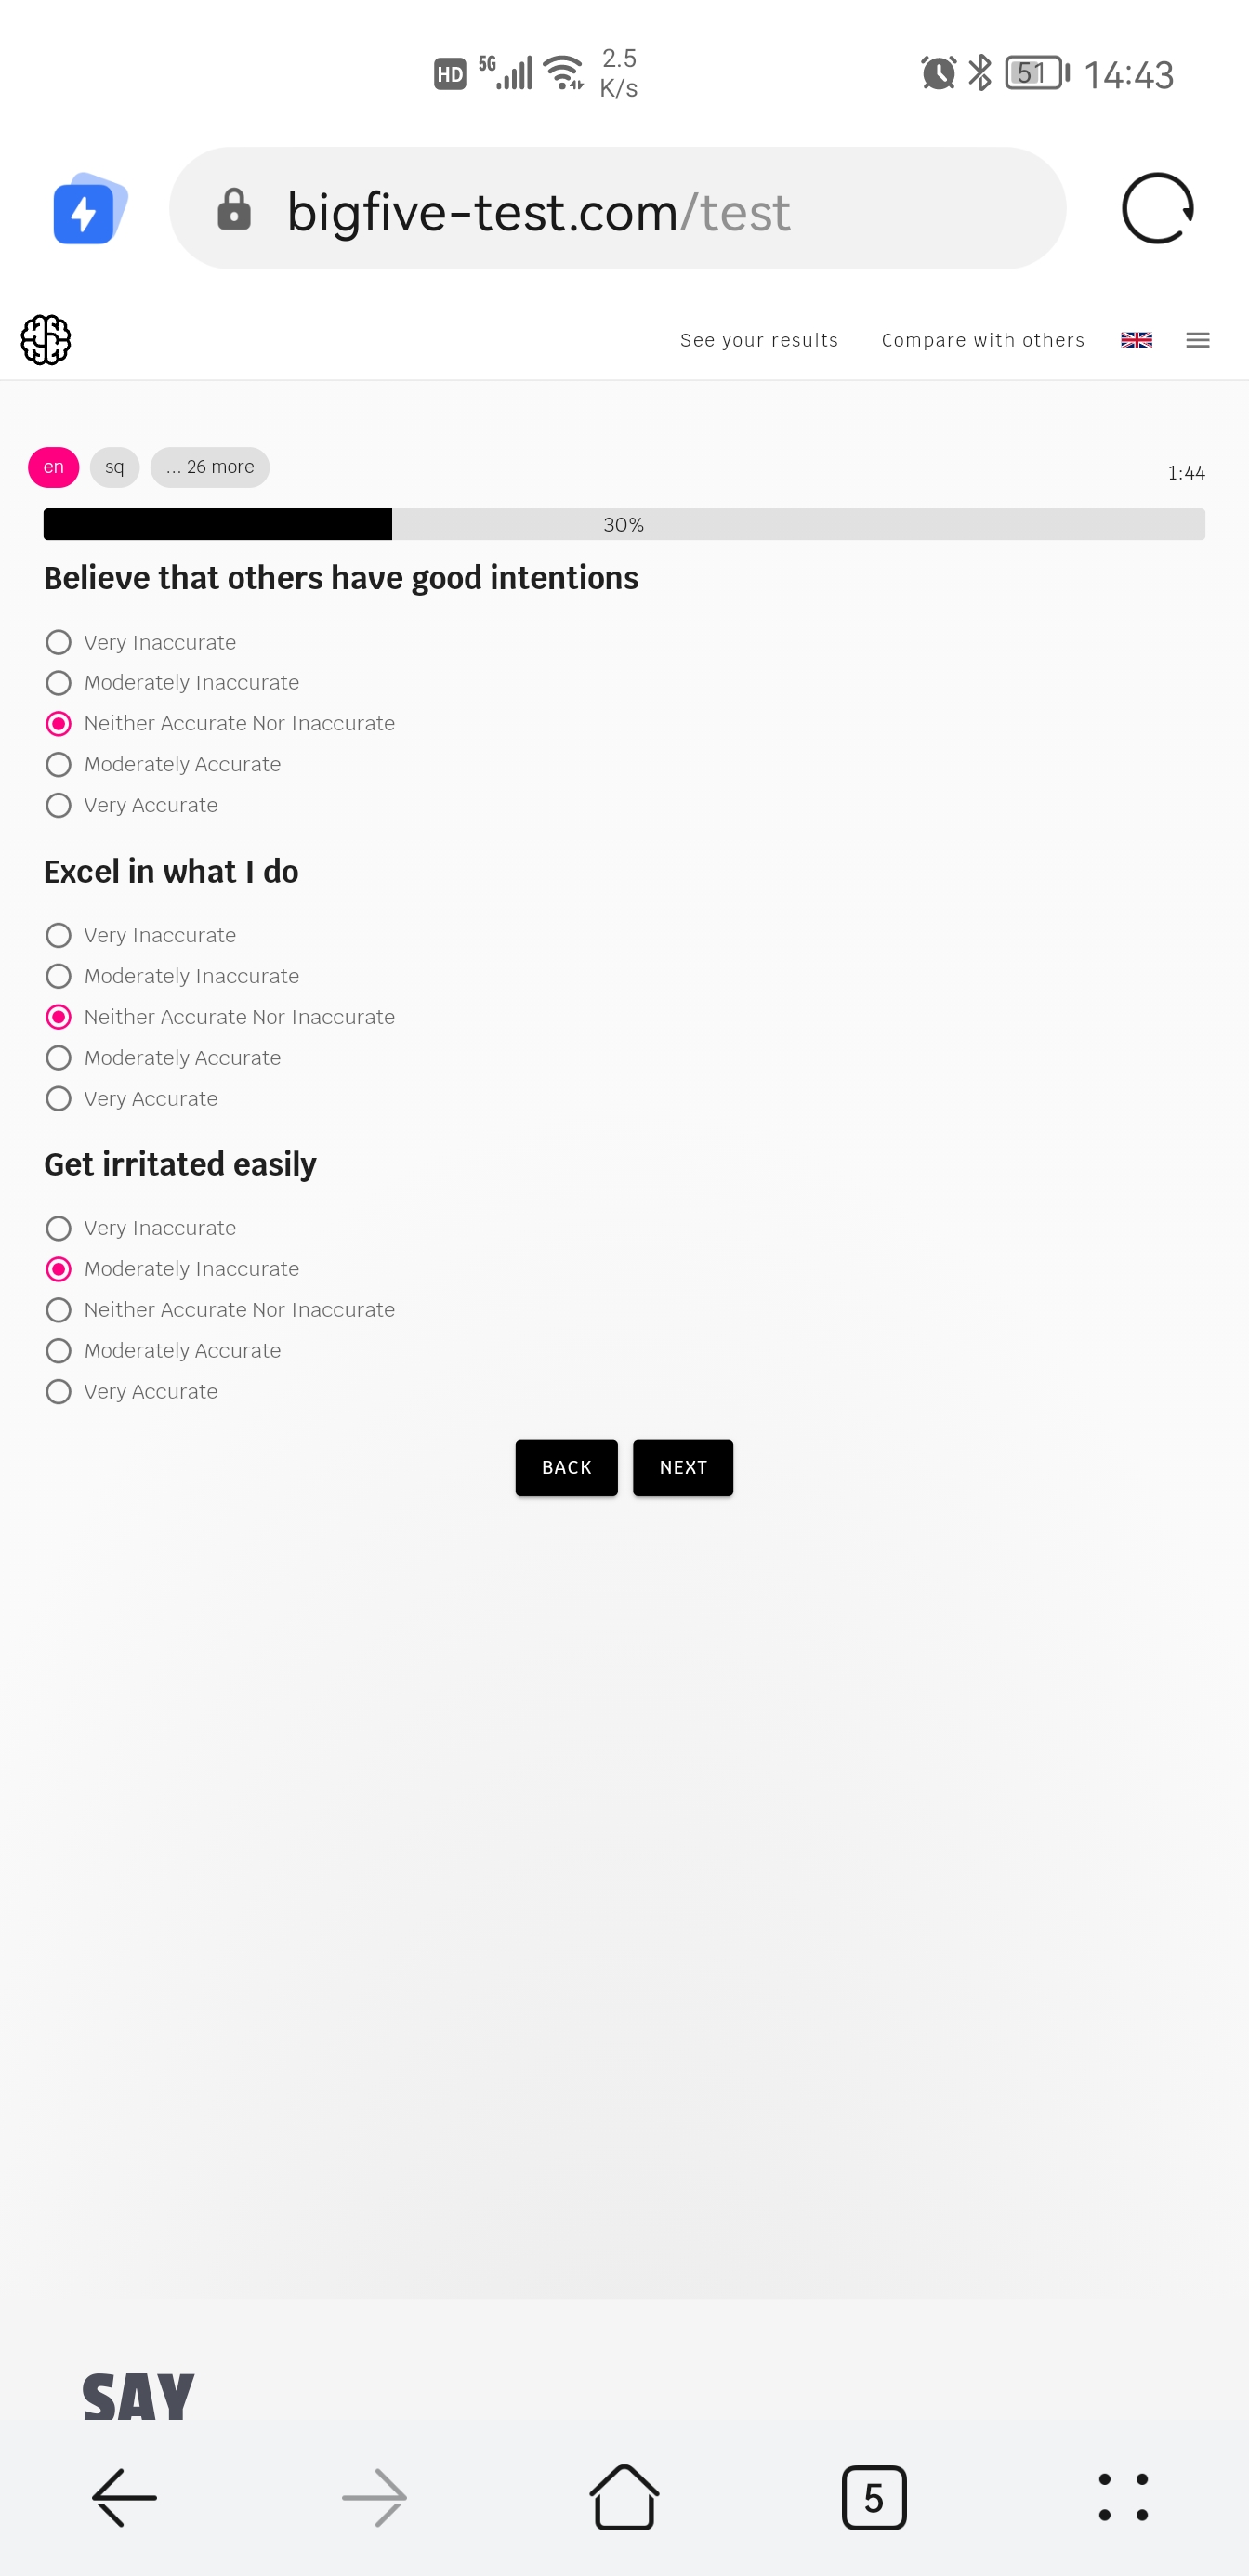 HD 5G 2.5 K/s 51 14:43
bigfive-test.com/test
See your results Compare with others
en sq ... 26 more 1:44
30%
Believe that others have good intentions
Very Inaccurate
Moderately Inaccurate
Neither Accurate Nor Inaccurate
Moderately Accurate
Very Accurate
Excel in what I do
Very Inaccurate
Moderately Inaccurate
Neither Accurate Nor Inaccurate
Moderately Accurate
Very Accurate
Get irritated easily
Very Inaccurate
Moderately Inaccurate
Neither Accurate Nor Inaccurate
Moderately Accurate
Very Accurate
BACK NEXT
SAY
5